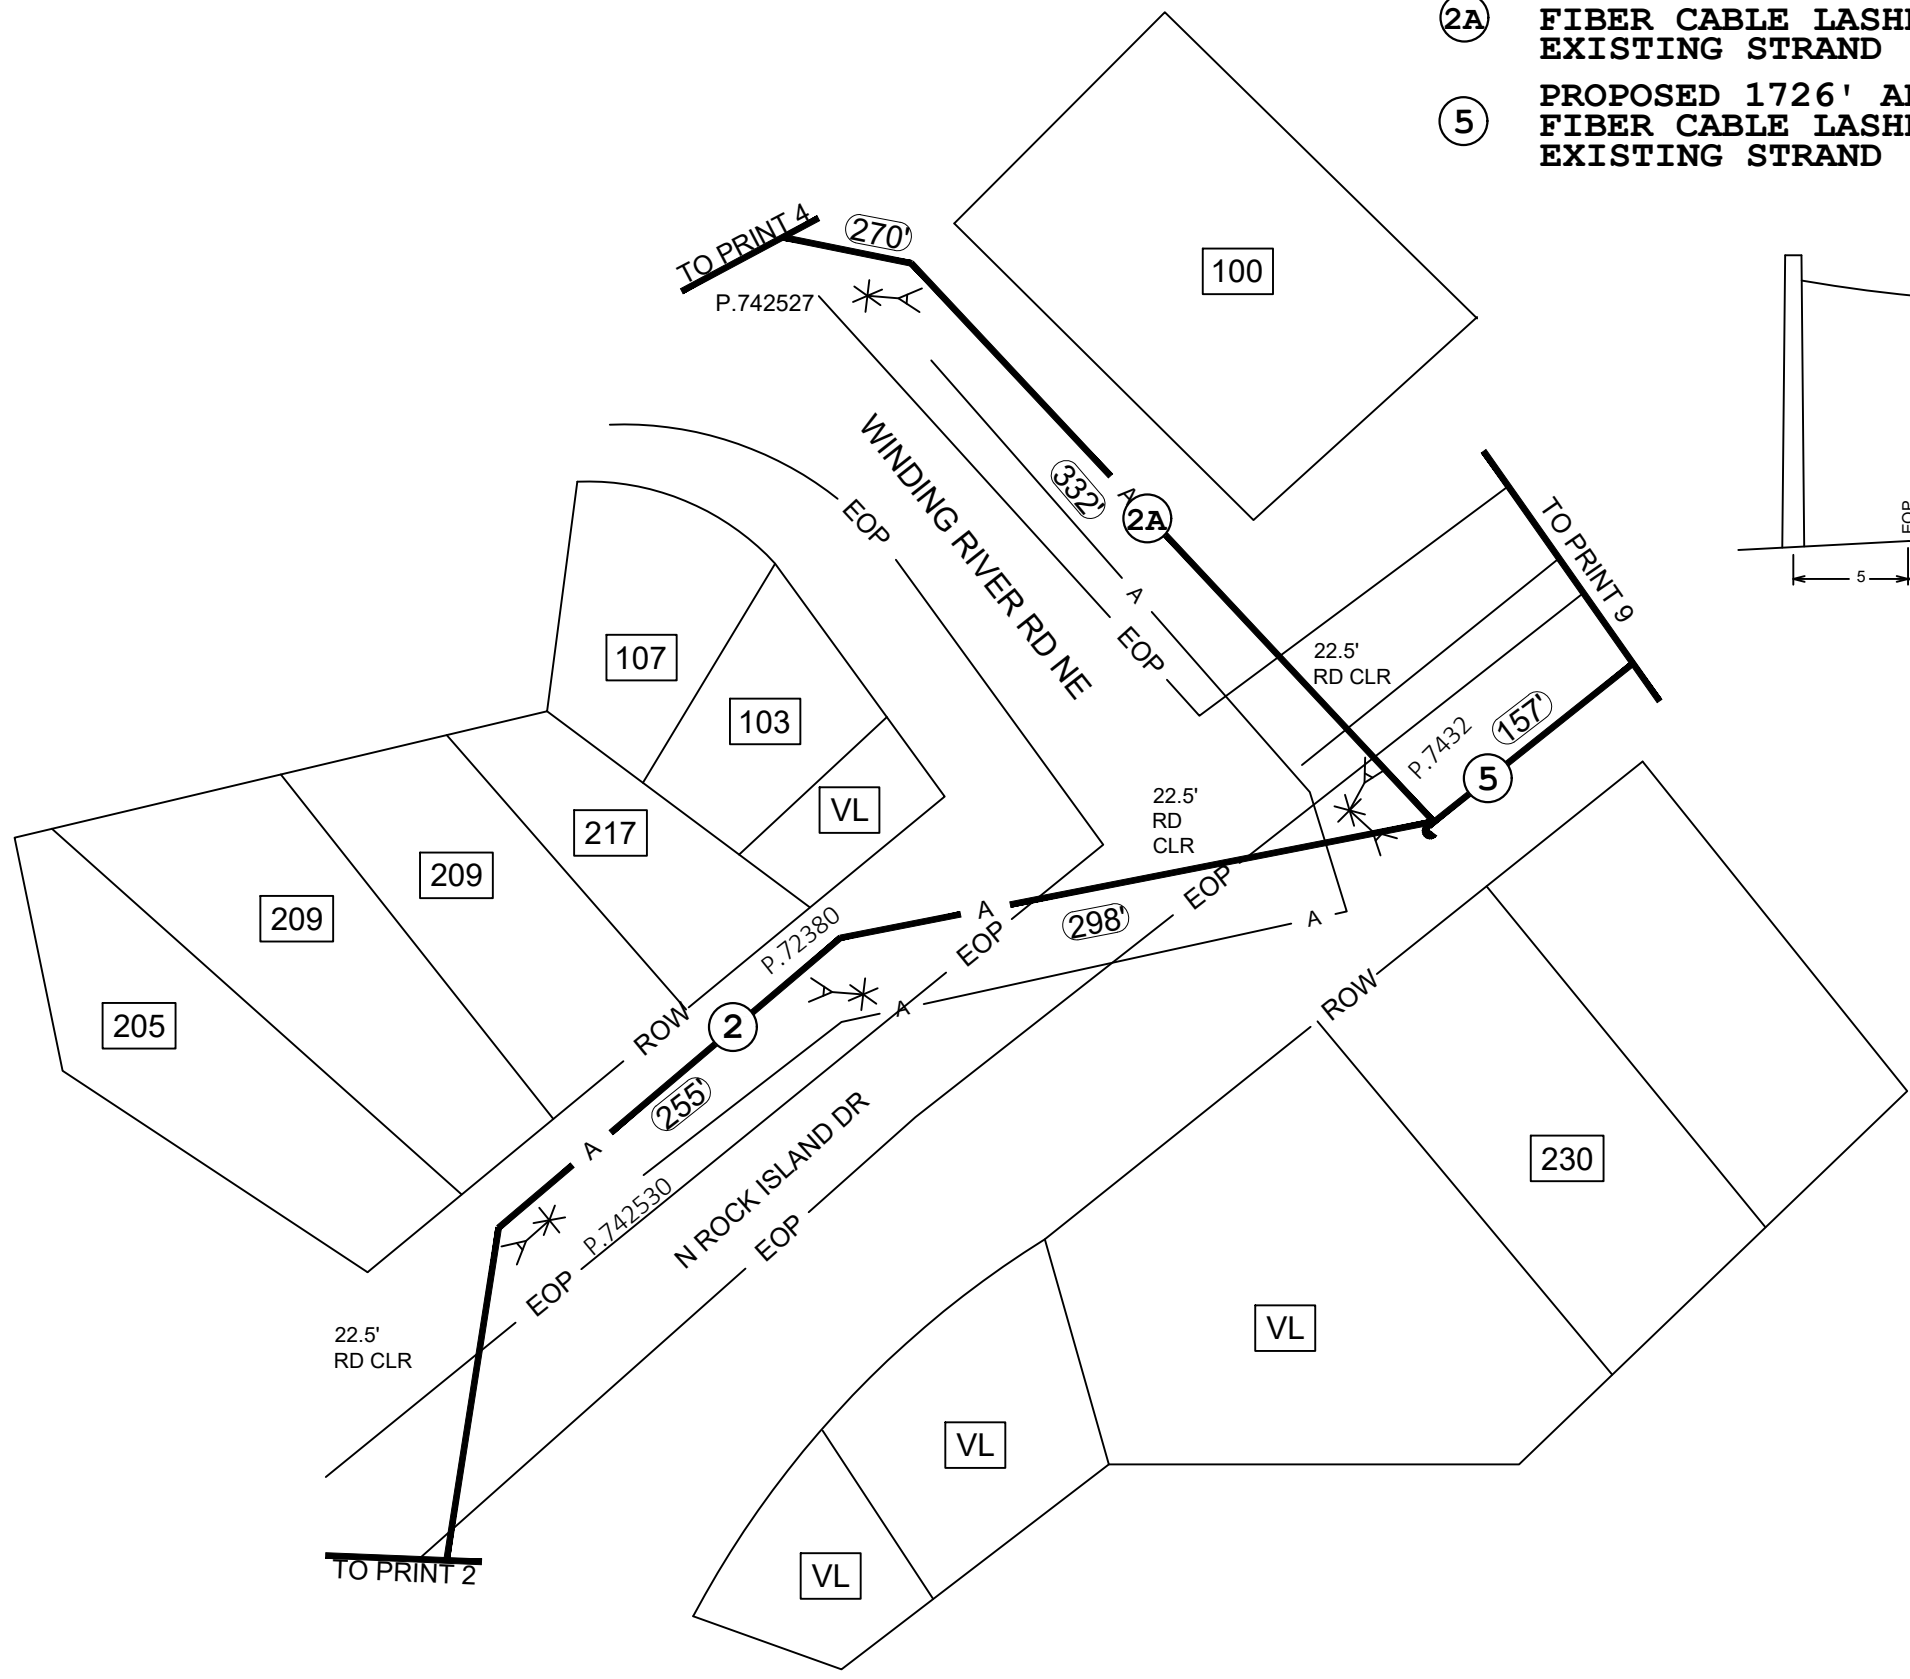 2A
FIBER CABLE
EXISTING STRAND
5
PROPOSED 1726'
FIBER CABLE
EXISTING STRAND
TO PRINT 4
270'
P.742527
100
EOP
5
WINDING RIVER RD NE
332'
A
2A
EOP
A
EOP
TO PRINT 9
22.5'
RD CLR
107
103
VL
217
209
209
205
P.7432
157'
5
22.5'
RD
CLR
EOP
A
298'
A
EOP
P.72380
A
ROW
2
ROW
255'
A
N ROCK ISLAND DR
P.742530
EOP
EOP
230
22.5'
RD CLR
VL
VL
VL
TO PRINT 2